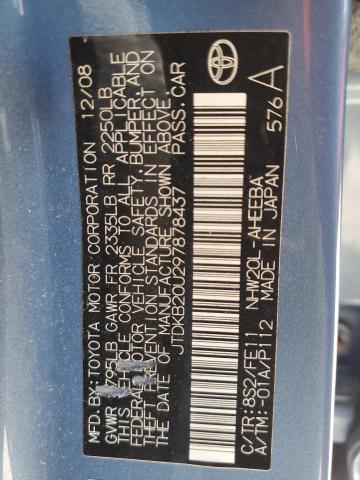 MFD.BY:TOYOTA MOTOR CORPORATION 12/08
GVWR 3795LB GAWR FR 2335LB RR 2250LB
THIS VEHICLE CONFORMS TO ALL APPLICABLE
FEDERAL MOTOR VEHICLE SAFETY, BUMPER, AND
THEFT PREVENTION STANDARDS IN EFFECT ON
THE DATE OF MANUFACTURE SHOWN ABOVE.
JTDKB20U297878437 PASS. CAR
C/TR:8S2/FE11 NHW20L-AHEEBA
A/TM:-01A/P112 MADE IN JAPAN 576 A
TOYOTA